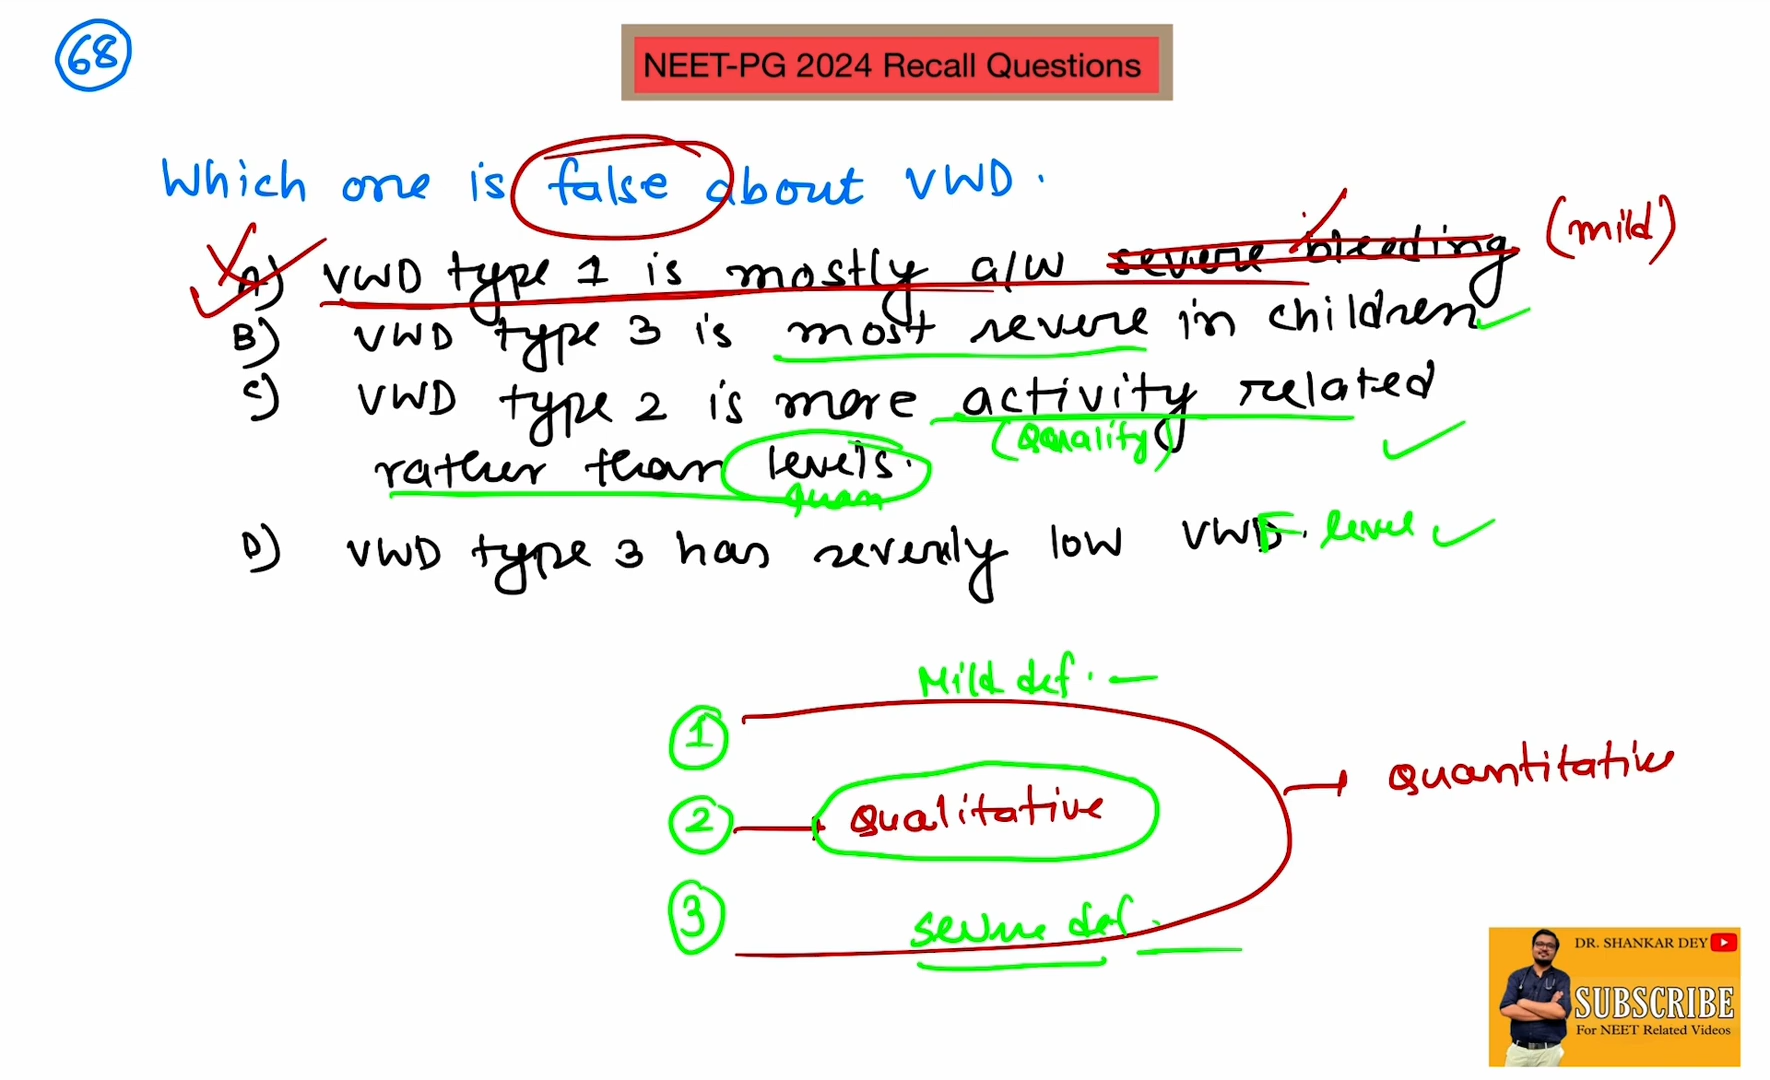 68
NEET-PG 2024 Recall Questions
Which one is false about VWD.
A) VWD type 1 is mostly a/w severe bleeding (mild)
B) VWD type 3 is most severe in children
C) VWD type 2 is more activity related
(Quality)
rather than levels.
quan
D) VWD type 3 has severly low VWF level
Mild def.
1
Quantitative
2 Qualitative
3 severe def.
DR. SHANKAR DEY
SUBSCRIBE
For NEET Related Videos